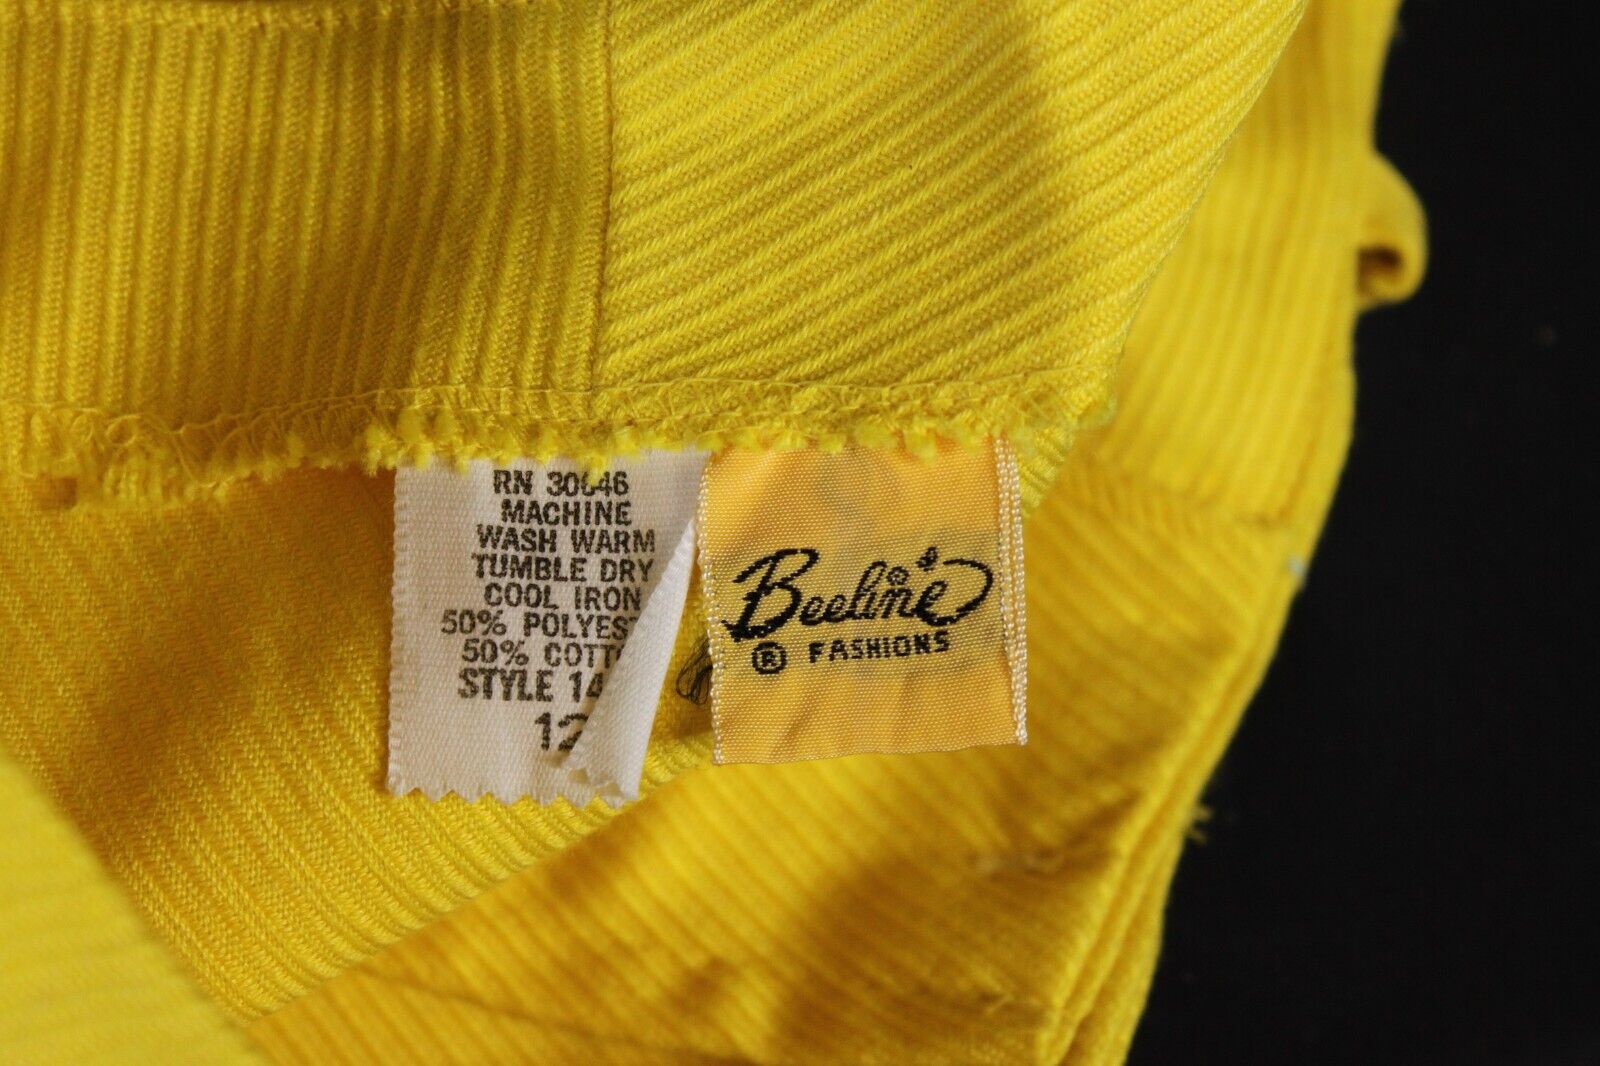 RN 30646
MACHINE
WASH WARM
TUMBLE DRY
COOL IRON
50% POLYEST
50% COTT
STYLE 14
12
Beeline
® FASHIONS